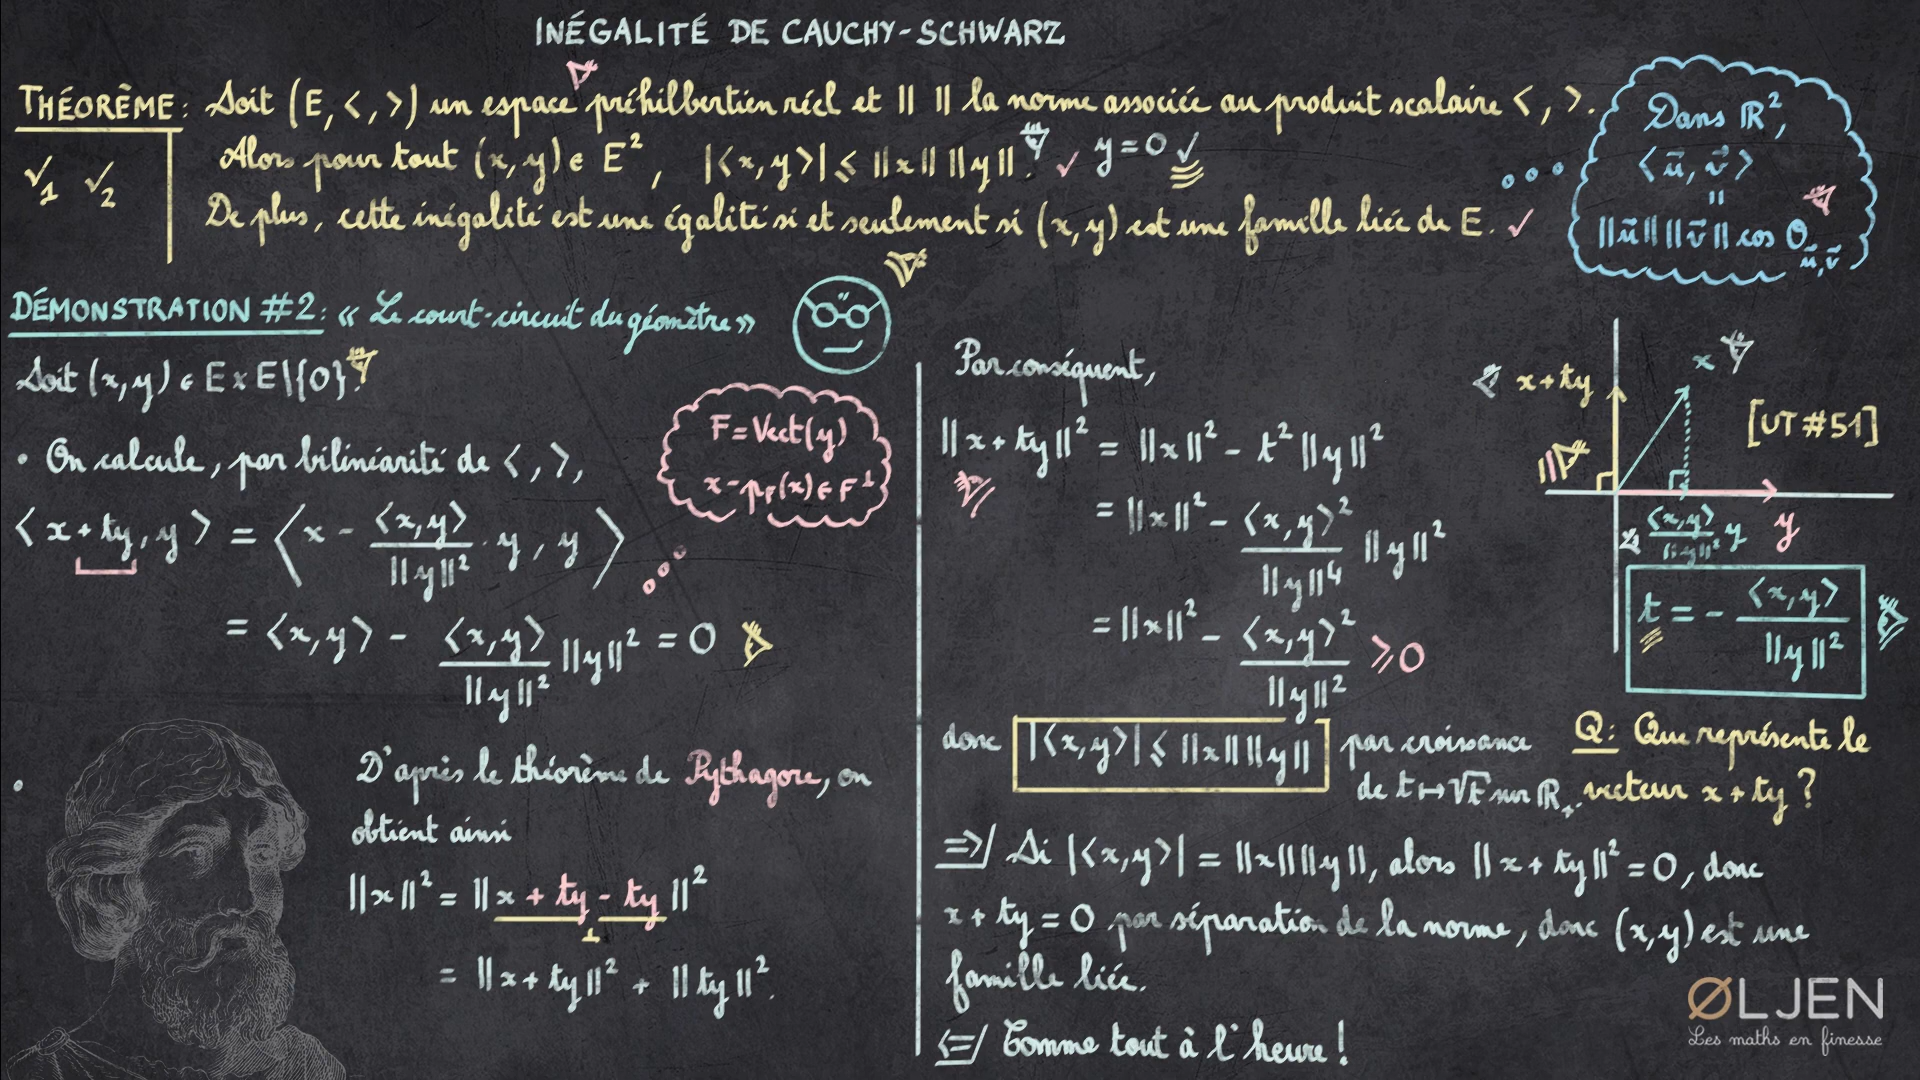 INÉGALITÉ DE CAUCHY-SCHWARZ
THÉORÈME: Soit (E, < , >) un espace préhilbertien réel et || || la norme associée au produit scalaire < , >.
√1 √2
Alors pour tout (x, y) ∈ E², |<x, y>| ≤ ||x|| ||y||. ✓ y = 0 ✓
De plus, cette inégalité est une égalité si et seulement si (x, y) est une famille liée de E. ✓
Dans ℝ²,
<u⃗, v⃗>
=
||u⃗|| ||v⃗|| cos θ u⃗,v⃗
DÉMONSTRATION #2: « Le court-circuit du géomètre »
Soit (x, y) ∈ E × E\{0}.
• On calcule, par bilinéarité de < , >,
F = Vect(y)
x - p_F(x) ∈ F^⊥
<x + ty, y> = <x - <x, y>/||y||² · y, y>
= <x, y> - <x, y>/||y||² ||y||² = 0
• D'après le théorème de Pythagore, on
obtient ainsi
||x||² = ||x + ty - ty||²
⊥
= ||x + ty||² + ||ty||².
Par conséquent,
||x + ty||² = ||x||² - t² ||y||²
= ||x||² - <x, y>²/||y||⁴ ||y||²
= ||x||² - <x, y>²/||y||² ≥ 0
donc |<x, y>| ≤ ||x|| ||y|| par croissance
de t ↦ √t sur ℝ₊.
⇒/ Si |<x, y>| = ||x|| ||y||, alors ||x + ty||² = 0, donc
x + ty = 0 par séparation de la norme, donc (x, y) est une
famille liée.
⇐/ Comme tout à l'heure !
x
x + ty
[UT #51]
<x, y>/||y||² y
y
t = - <x, y>/||y||²
Q: Que représente le
vecteur x + ty ?
ØLJEN
Les maths en finesse